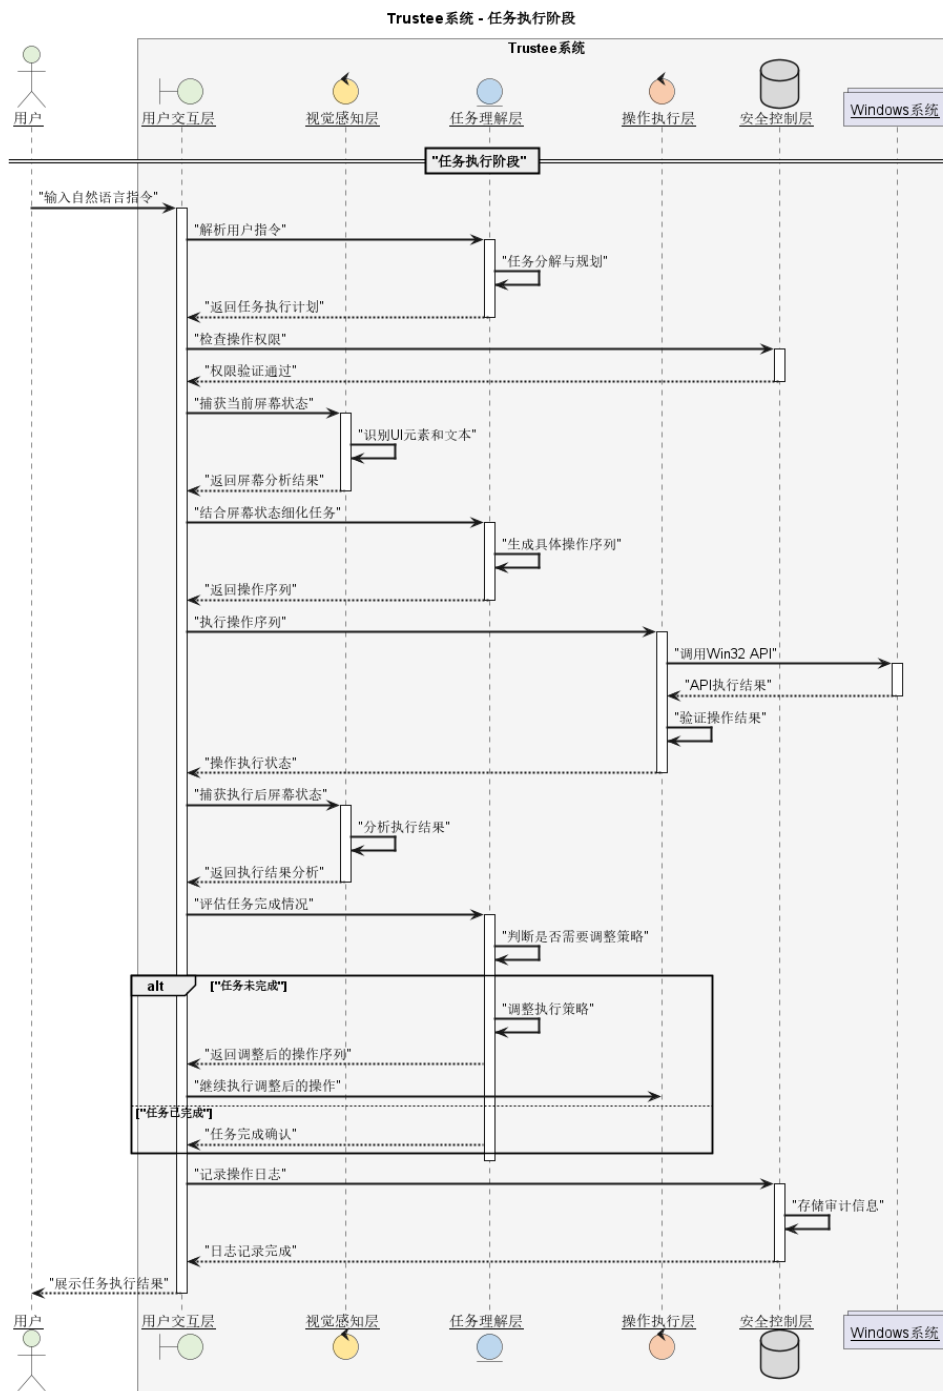 Trustee系统 - 任务执行阶段
Trustee系统
用户 用户交互层 视觉感知层 任务理解层 操作执行层 安全控制层 Windows系统
"任务执行阶段"
"输入自然语言指令"
"解析用户指令"
"任务分解与规划"
"返回任务执行计划"
"检查操作权限"
"权限验证通过"
"捕获当前屏幕状态"
"识别UI元素和文本"
"返回屏幕分析结果"
"结合屏幕状态细化任务"
"生成具体操作序列"
"返回操作序列"
"执行操作序列"
"调用Win32 API"
"API执行结果"
"验证操作结果"
"操作执行状态"
"捕获执行后屏幕状态"
"分析执行结果"
"返回执行结果分析"
"评估任务完成情况"
"判断是否需要调整策略"
alt ["任务未完成"]
"调整执行策略"
"返回调整后的操作序列"
"继续执行调整后的操作"
["任务已完成"]
"任务完成确认"
"记录操作日志"
"存储审计信息"
"日志记录完成"
"展示任务执行结果"
用户 用户交互层 视觉感知层 任务理解层 操作执行层 安全控制层 Windows系统